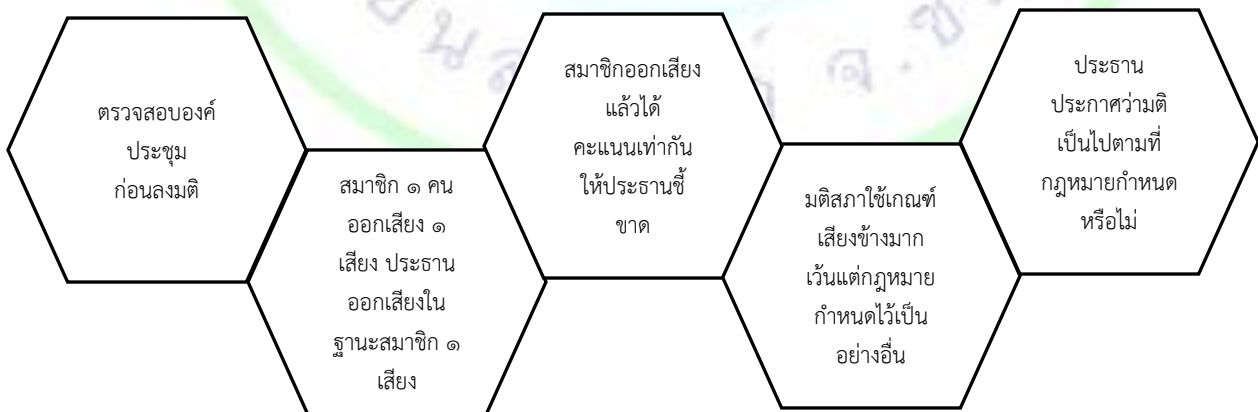 ตรวจสอบองค์
ประชุม
ก่อนลงมติ
สมาชิก ๑ คน
ออกเสียง ๑
เสียง ประธาน
ออกเสียงใน
ฐานะสมาชิก ๑
เสียง
สมาชิกออกเสียง
แล้วได้
คะแนนเท่ากัน
ให้ประธานชี้
ขาด
มติสภาใช้เกณฑ์
เสียงข้างมาก
เว้นแต่กฎหมาย
กำหนดไว้เป็น
อย่างอื่น
ประธาน
ประกาศว่ามติ
เป็นไปตามที่
กฎหมายกำหนด
หรือไม่